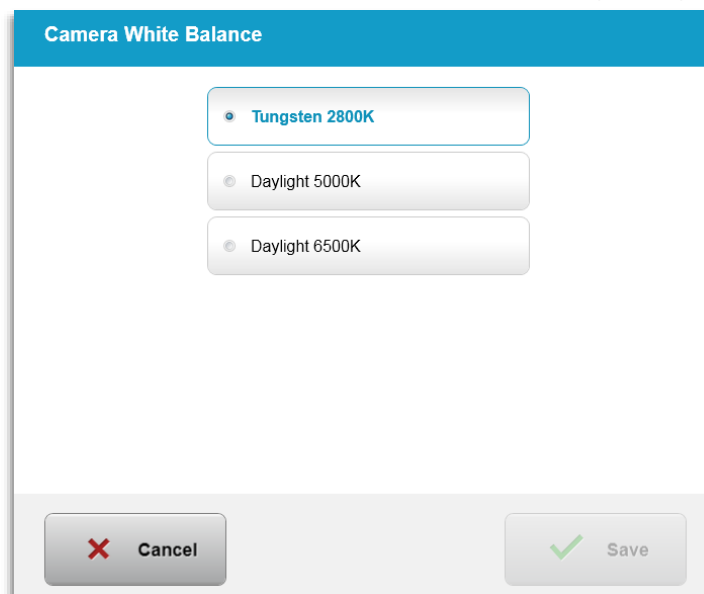 Camera White Balance
Tungsten 2800K
Daylight 5000K
Daylight 6500K
Cancel
Save